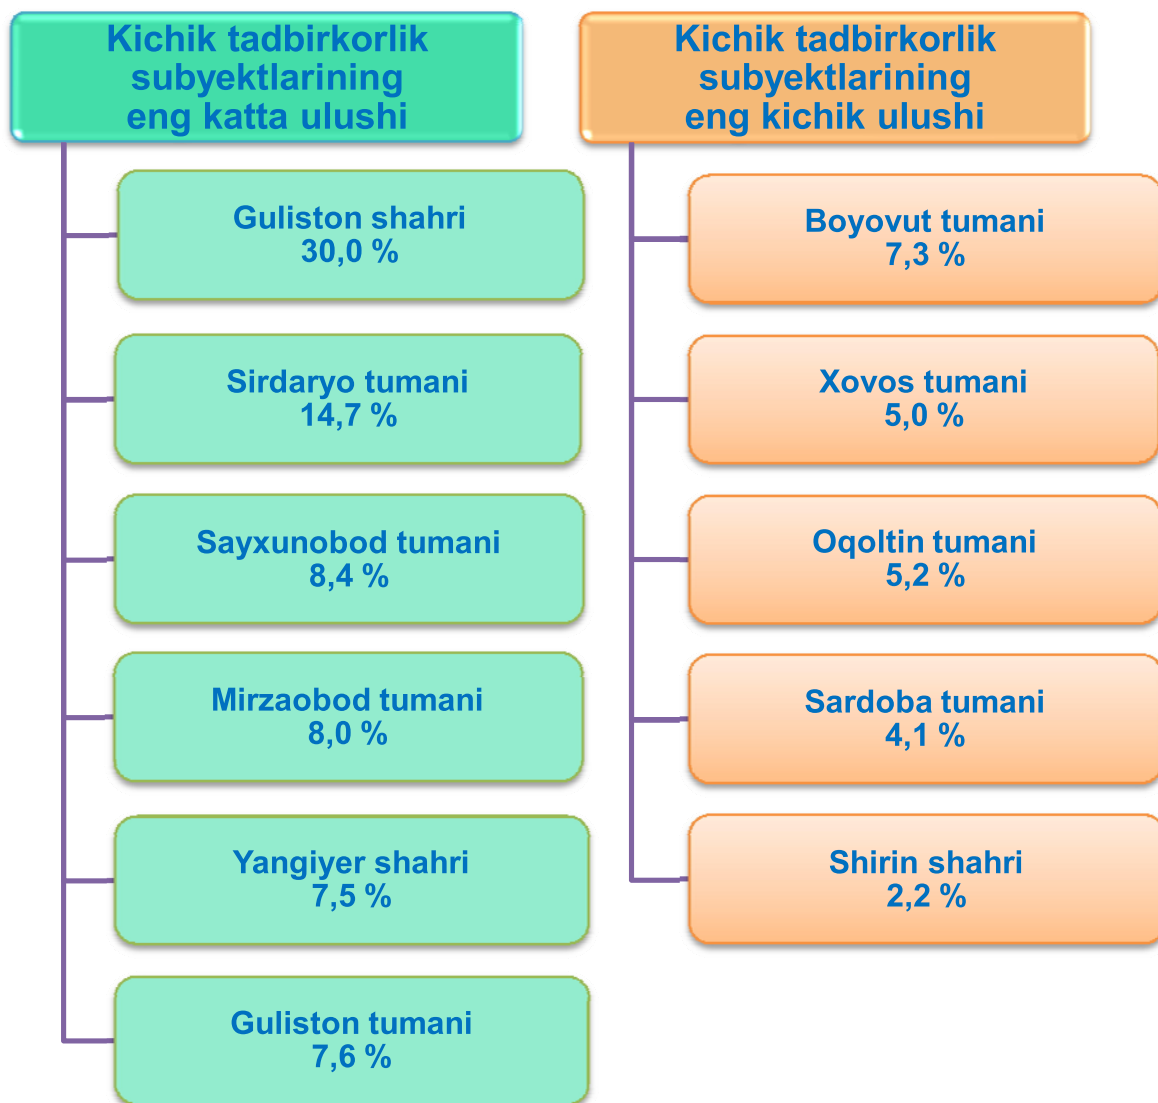 Kichik tadbirkorlik
subyektlarining
eng katta ulushi
Guliston shahri
30,0 %
Sirdaryo tumani
14,7 %
Sayxunobod tumani
8,4 %
Mirzaobod tumani
8,0 %
Yangiyer shahri
7,5 %
Guliston tumani
7,6 %
Kichik tadbirkorlik
subyektlarining
eng kichik ulushi
Boyovut tumani
7,3 %
Xovos tumani
5,0 %
Oqoltin tumani
5,2 %
Sardoba tumani
4,1 %
Shirin shahri
2,2 %